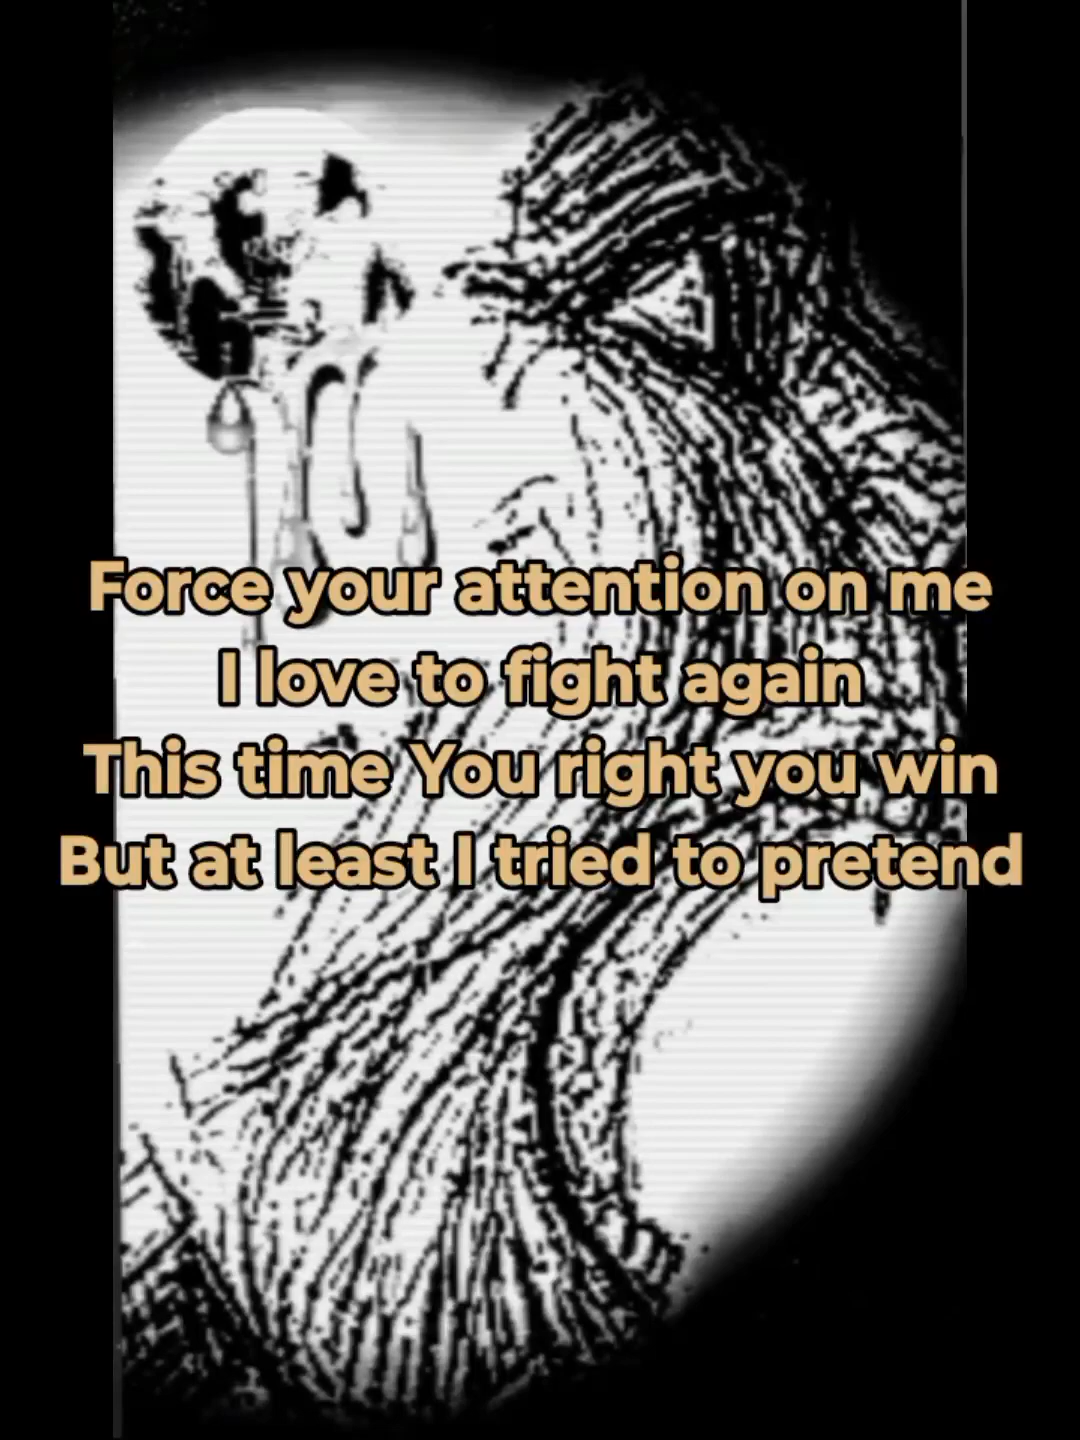 Force your attention on me
I love to fight again
This time You right you win
But at least I tried to pretend